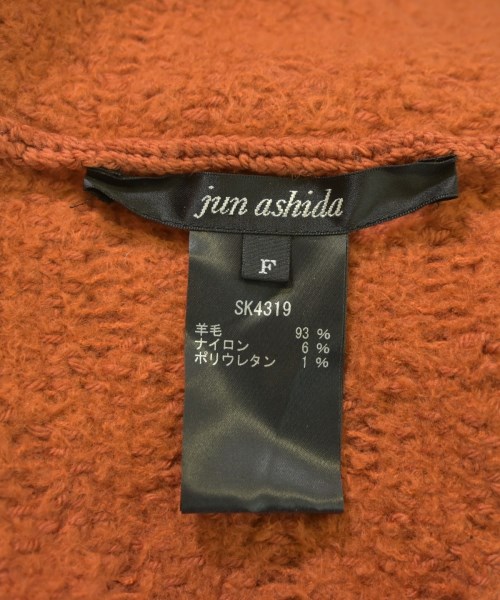 jun ashida
F
SK4319
羊毛 93 %
ナイロン 6 %
ポリウレタン 1 %